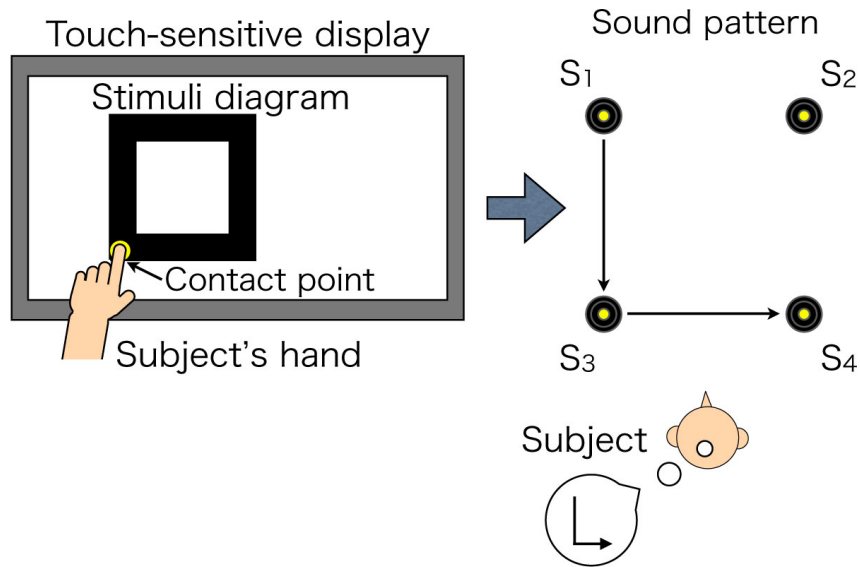 Touch-sensitive display
Sound pattern
Stimuli diagram
S1
S2
Contact point
Subject's hand
S3
S4
Subject